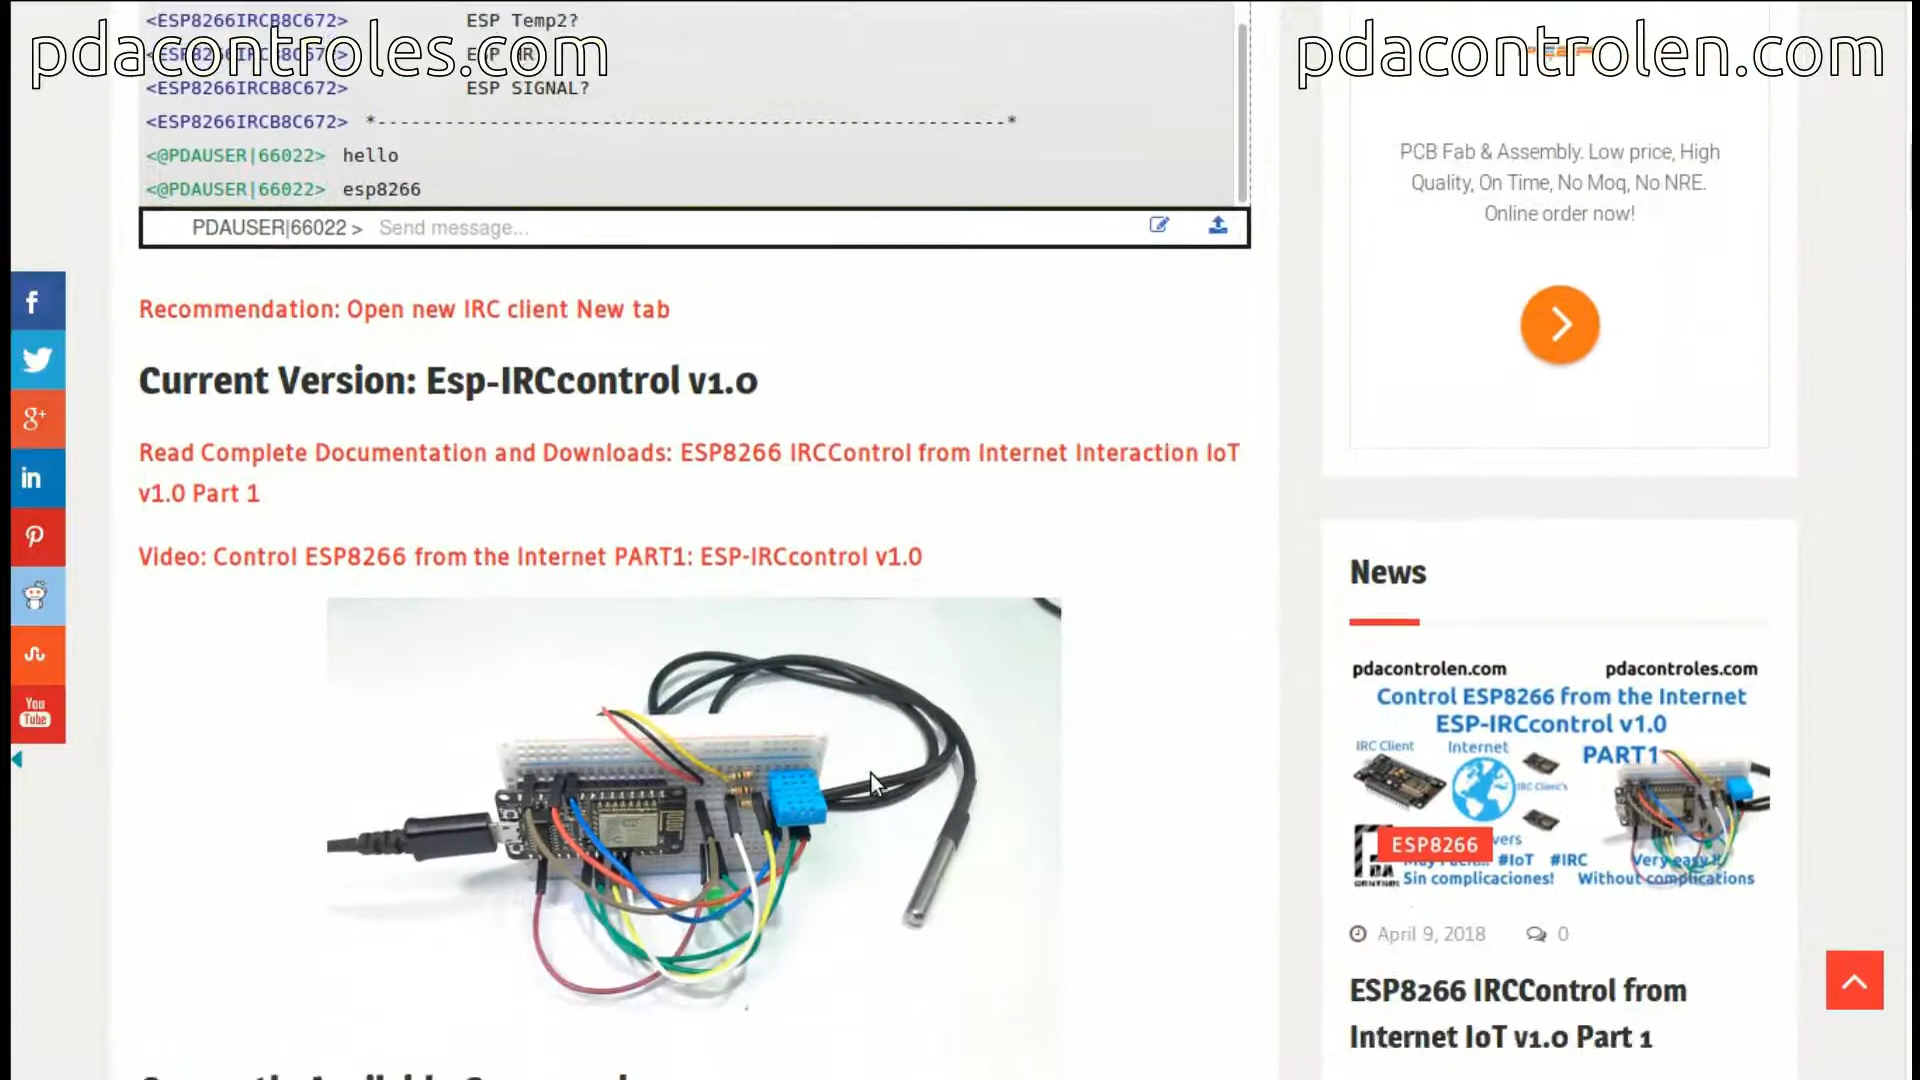 <ESP8266IRCB8C672> ESP Temp2?
pdacontroles.com
pdacontrolen.com
<ESP8266IRCB8C672> ESP SIGNAL?
<ESP8266IRCB8C672> *--------------------------------------------------------*
<@PDAUSER|66022> hello
<@PDAUSER|66022> esp8266
PDAUSER|66022 > Send message...
Recommendation: Open new IRC client New tab
Current Version: Esp-IRCcontrol v1.0
Read Complete Documentation and Downloads: ESP8266 IRCControl from Internet Interaction IoT
v1.0 Part 1
Video: Control ESP8266 from the Internet PART1: ESP-IRCcontrol v1.0
You
Tube
PCB Fab & Assembly. Low price, High
Quality, On Time, No Moq, No NRE.
Online order now!
News
pdacontrolen.com pdacontroles.com
Control ESP8266 from the Internet
ESP-IRCcontrol v1.0
IRC Client Internet PART1
IRC Client's
ESP8266
#IoT #IRC Very easy !!
Sin complicaciones! Without complications
April 9, 2018 0
ESP8266 IRCControl from
Internet IoT v1.0 Part 1